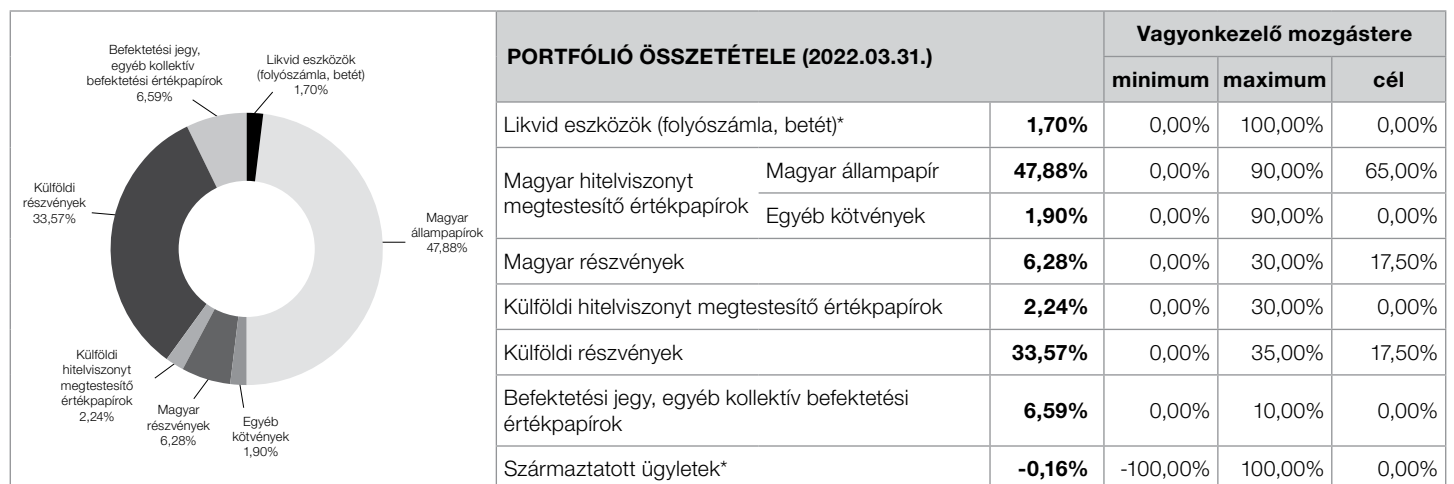 Befektetési jegy,
egyéb kollektív
befektetési értékpapírok
6,59%
Likvid eszközök
(folyószámla, betét)
1,70%
Külföldi
részvények
33,57%
Magyar
állampapírok
47,88%
Külföldi
hitelviszonyt
megtestesítő
értékpapírok
2,24%
Magyar
részvények
6,28%
Egyéb
kötvények
1,90%
PORTFÓLIÓ ÖSSZETÉTELE (2022.03.31.)
Vagyonkezelő mozgástere
minimum maximum cél
Likvid eszközök (folyószámla, betét)* 1,70% 0,00% 100,00% 0,00%
Magyar hitelviszonyt
megtestesítő értékpapírok
Magyar állampapír 47,88% 0,00% 90,00% 65,00%
Egyéb kötvények 1,90% 0,00% 90,00% 0,00%
Magyar részvények 6,28% 0,00% 30,00% 17,50%
Külföldi hitelviszonyt megtestesítő értékpapírok 2,24% 0,00% 30,00% 0,00%
Külföldi részvények 33,57% 0,00% 35,00% 17,50%
Befektetési jegy, egyéb kollektív befektetési
értékpapírok 6,59% 0,00% 10,00% 0,00%
Származtatott ügyletek* -0,16% -100,00% 100,00% 0,00%